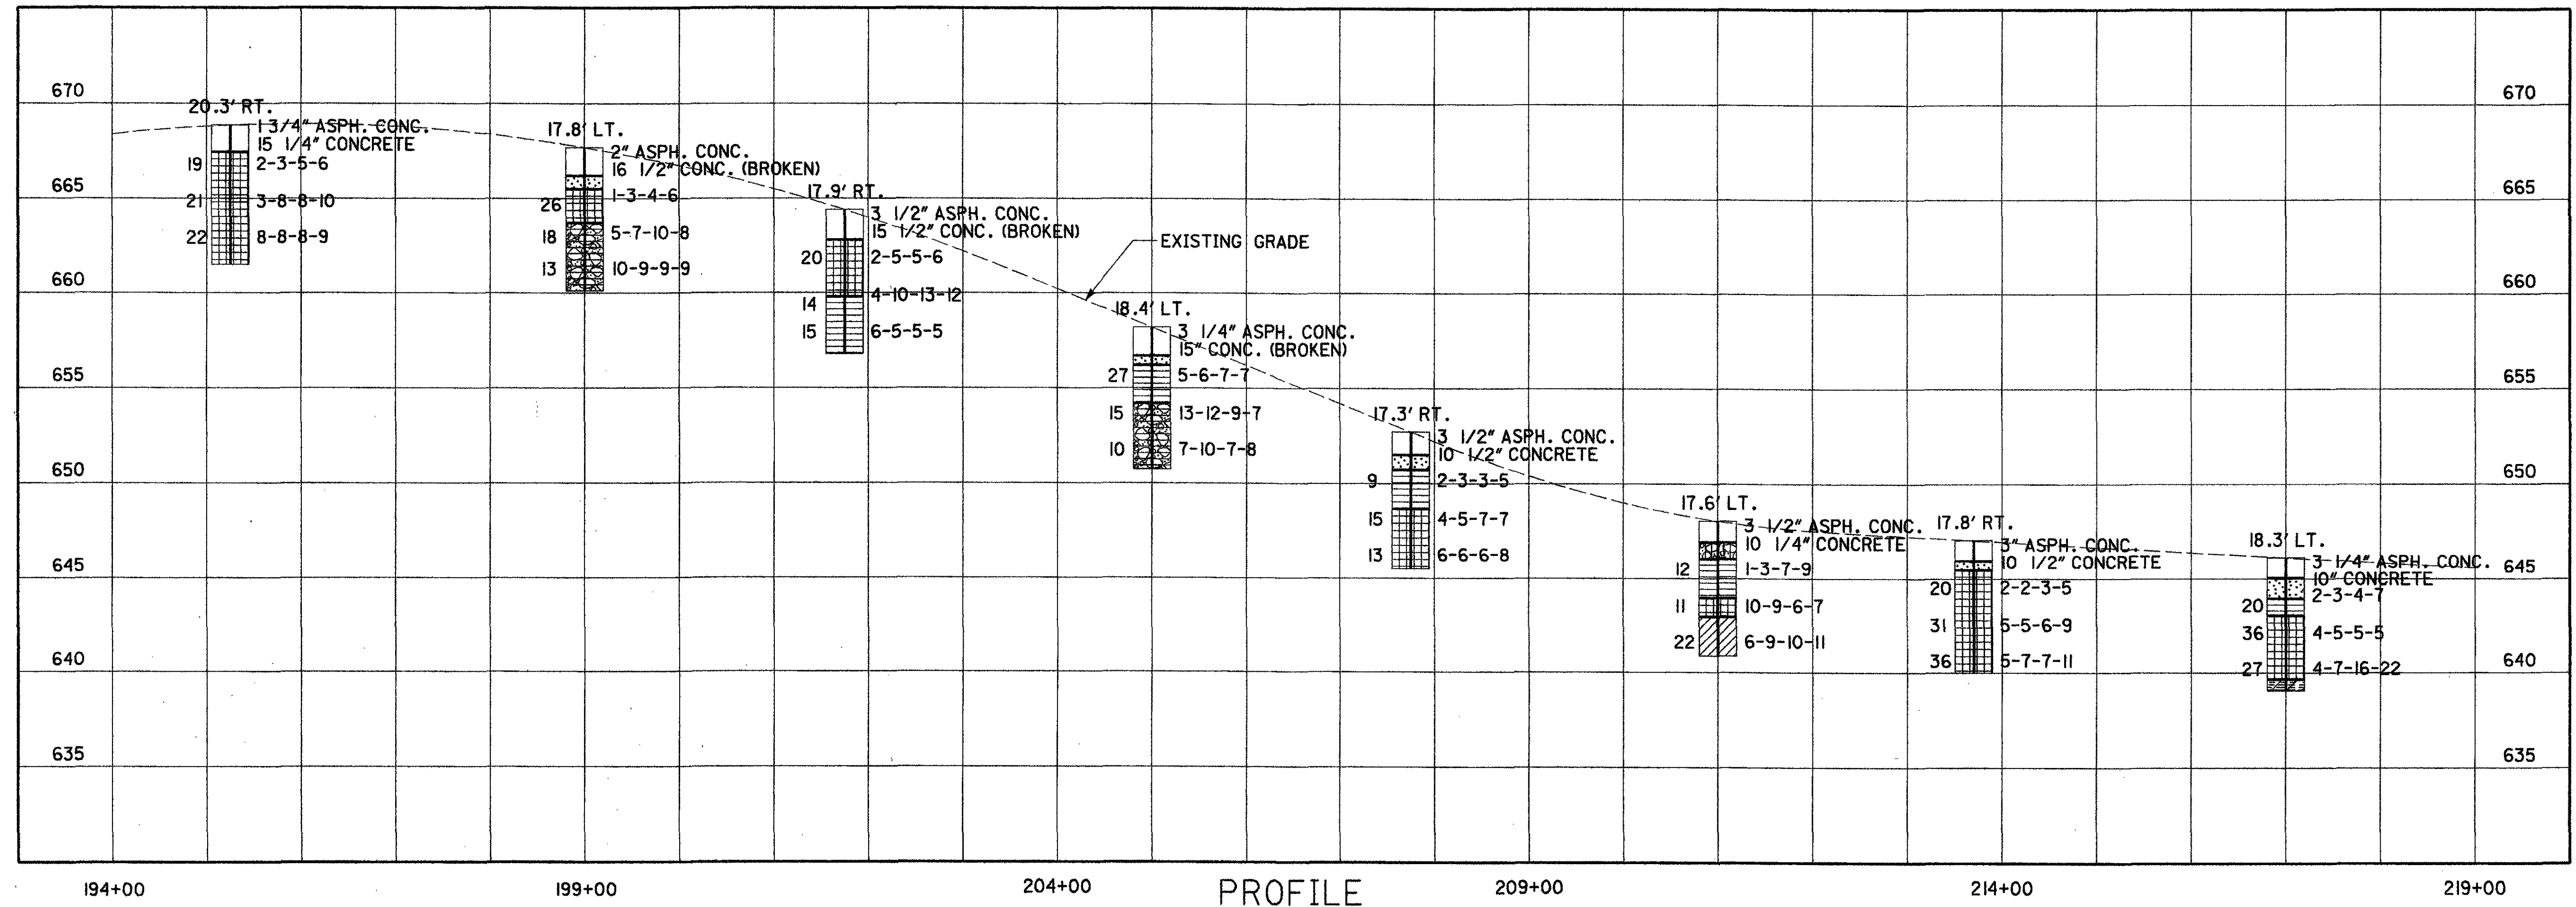 670
20.3' RT.
1 3/4" ASPH. CONC.
15 1/4" CONCRETE
19 2-3-5-6
21 3-8-8-10
22 8-8-8-9
17.8' LT.
2" ASPH. CONC.
16 1/2" CONC. (BROKEN)
26 1-3-4-6
18 5-7-10-8
13 10-9-9-9
17.9' RT.
3 1/2" ASPH. CONC.
15 1/2" CONC. (BROKEN)
20 2-5-5-6
14 4-10-13-12
15 6-5-5-5
EXISTING GRADE
18.4' LT.
3 1/4" ASPH. CONC.
15" CONC. (BROKEN)
27 5-6-7-7
15 13-12-9-7
10 7-10-7-8
17.3' RT.
3 1/2" ASPH. CONC.
10 1/2" CONCRETE
9 2-3-3-5
15 4-5-7-7
13 6-6-6-8
17.6' LT.
3 1/2" ASPH. CONC.
10 1/4" CONCRETE
12 1-3-7-9
11 10-9-6-7
22 6-9-10-11
17.8' RT.
3" ASPH. CONC.
10 1/2" CONCRETE
20 2-2-3-5
31 5-5-6-9
36 5-7-7-11
18.3' LT.
3 1/4" ASPH. CONC.
10" CONCRETE
2-3-4-7
20
36 4-5-5-5
27 4-7-16-22
665
660
655
650
645
640
635
670
665
660
655
650
645
640
635
194+00
199+00
204+00
PROFILE
209+00
214+00
219+00